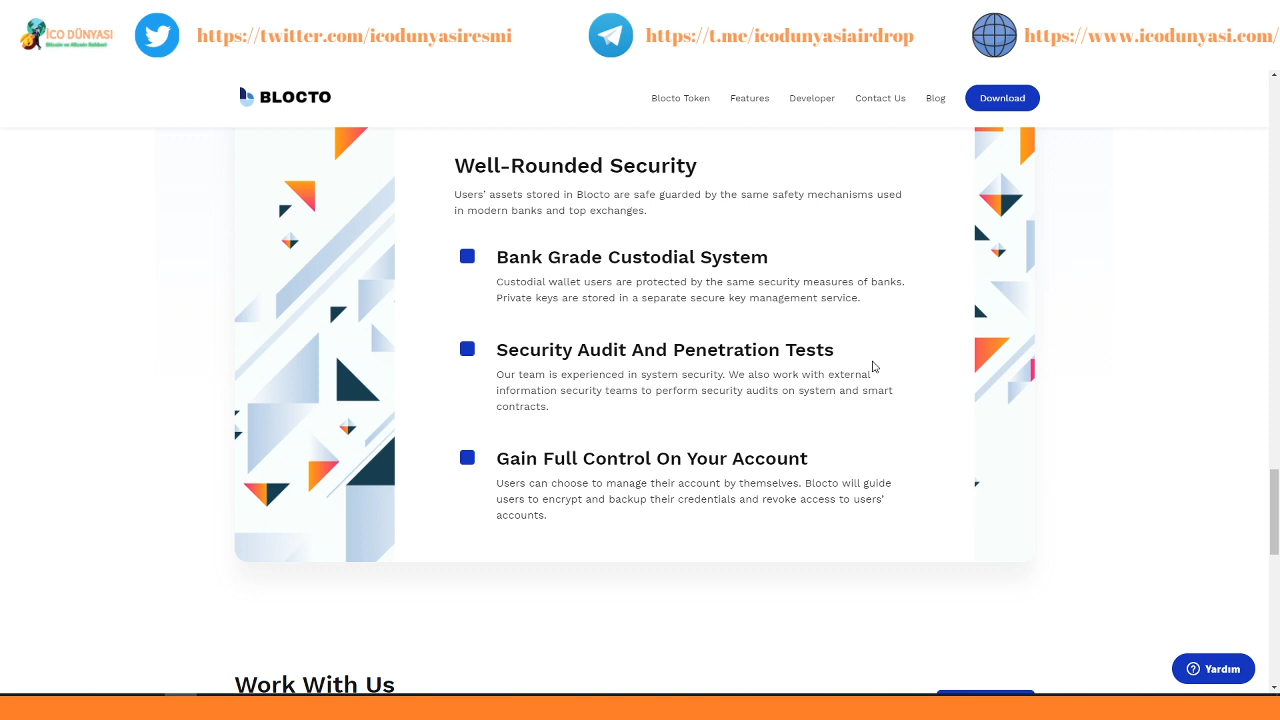 İCO DÜNYASI
https://twitter.com/icodunyasiresmi
https://t.me/icodunyasiairdrop
https://www.icodunyasi.com/
BLOCTO
Blocto Token
Features
Developer
Contact Us
Blog
Download
Well-Rounded Security
Users’ assets stored in Blocto are safe guarded by the same safety mechanisms used
in modern banks and top exchanges.
Bank Grade Custodial System
Custodial wallet users are protected by the same security measures of banks.
Private keys are stored in a separate secure key management service.
Security Audit And Penetration Tests
Our team is experienced in system security. We also work with external
information security teams to perform security audits on system and smart
contracts.
Gain Full Control On Your Account
Users can choose to manage their account by themselves. Blocto will guide
users to encrypt and backup their credentials and revoke access to users’
accounts.
Work With Us
Yardım